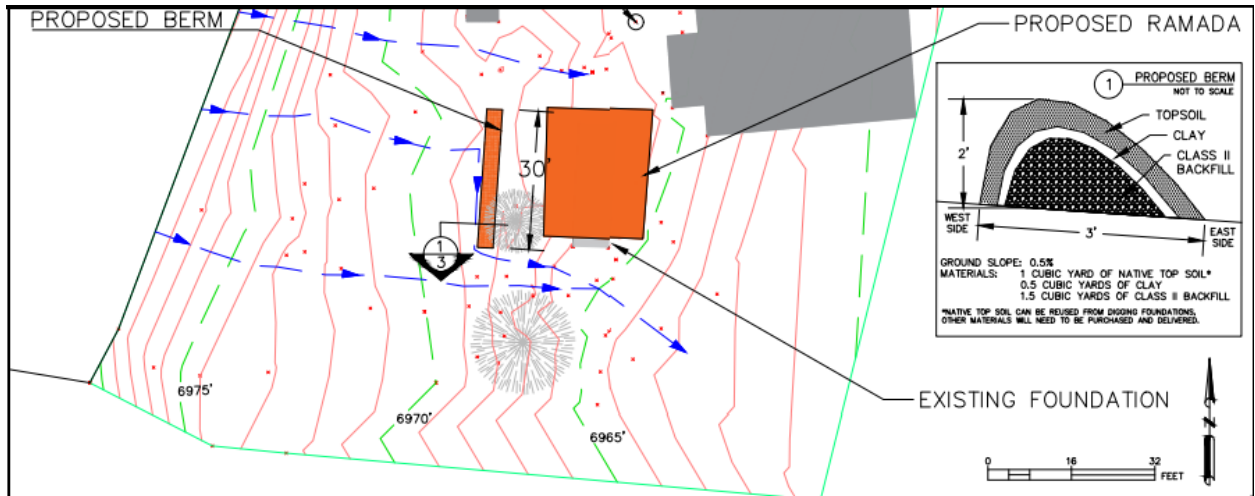 PROPOSED BERM
PROPOSED RAMADA
30'
1
3
6975'
6970'
6965'
1
PROPOSED BERM
NOT TO SCALE
TOPSOIL
CLAY
CLASS II
BACKFILL
2'
WEST
SIDE
3'
EAST
SIDE
GROUND SLOPE: 0.5%
MATERIALS: 1 CUBIC YARD OF NATIVE TOP SOIL*
0.5 CUBIC YARDS OF CLAY
1.5 CUBIC YARDS OF CLASS II BACKFILL
*NATIVE TOP SOIL CAN BE REUSED FROM DIGGING FOUNDATIONS,
OTHER MATERIALS WILL NEED TO BE PURCHASED AND DELIVERED.
EXISTING FOUNDATION
N
0 16 32
FEET